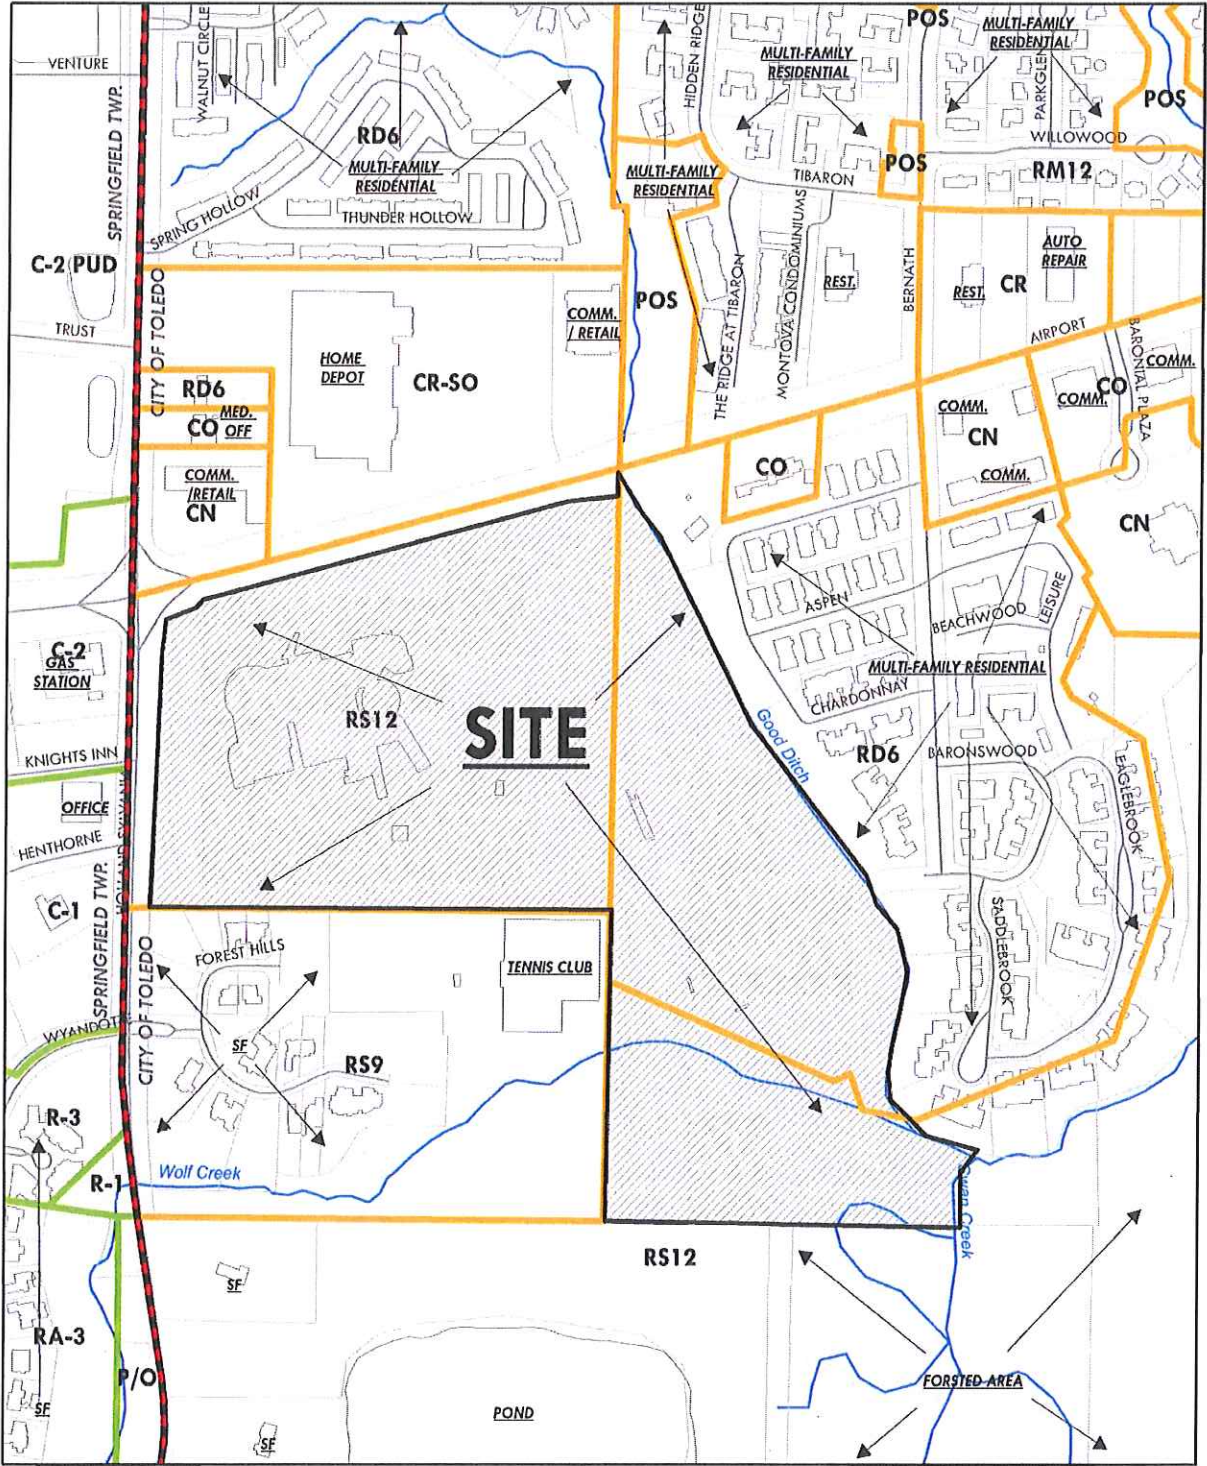 POS
MULTI-FAMILY
RESIDENTIAL
WALNUT CIRCLE
HIDDEN RIDGE
MULTI-FAMILY
RESIDENTIAL
PARKGLEN
VENTURE
POS
SPRINGFIELD TWP.
RD6
WILLOWOOD
MULTI-FAMILY
RESIDENTIAL
MULTI-FAMILY
RESIDENTIAL
TIBARON
POS
RM12
SPRING HOLLOW
THUNDER HOLLOW
C-2 PUD
CITY OF TOLEDO
TRUST
HOME
DEPOT
CR-SO
COMM.
/ RETAIL
POS
THE RIDGE AT TIBARON
MONTOVA CONDOMINIUMS
REST.
BERNATH
REST.
CR
AUTO
REPAIR
AIRPORT
BARONTIAL PLAZA
COMM.
CO
COMM.
RD6
CO
MED.
OFF
COMM.
CN
COMM.
COMM.
/RETAIL
CN
CO
CN
ASPEN
BEACHWOOD
LEISURE
C-2
GAS
STATION
MULTI-FAMILY RESIDENTIAL
CHARDONNAY
RS12
SITE
Good Ditch
RD6
BARONSWOOD
EAGLEBROOK
KNIGHTS INN
OFFICE
HENTHORNE
C-1
SPRINGFIELD TWP.
CITY OF TOLEDO
FOREST HILLS
TENNIS CLUB
SADDLEBROOK
SF
RS9
R-3
R-1
Wolf Creek
Swan Creek
RS12
SF
RA-3
P/O
SF
SF
POND
FORSTED AREA